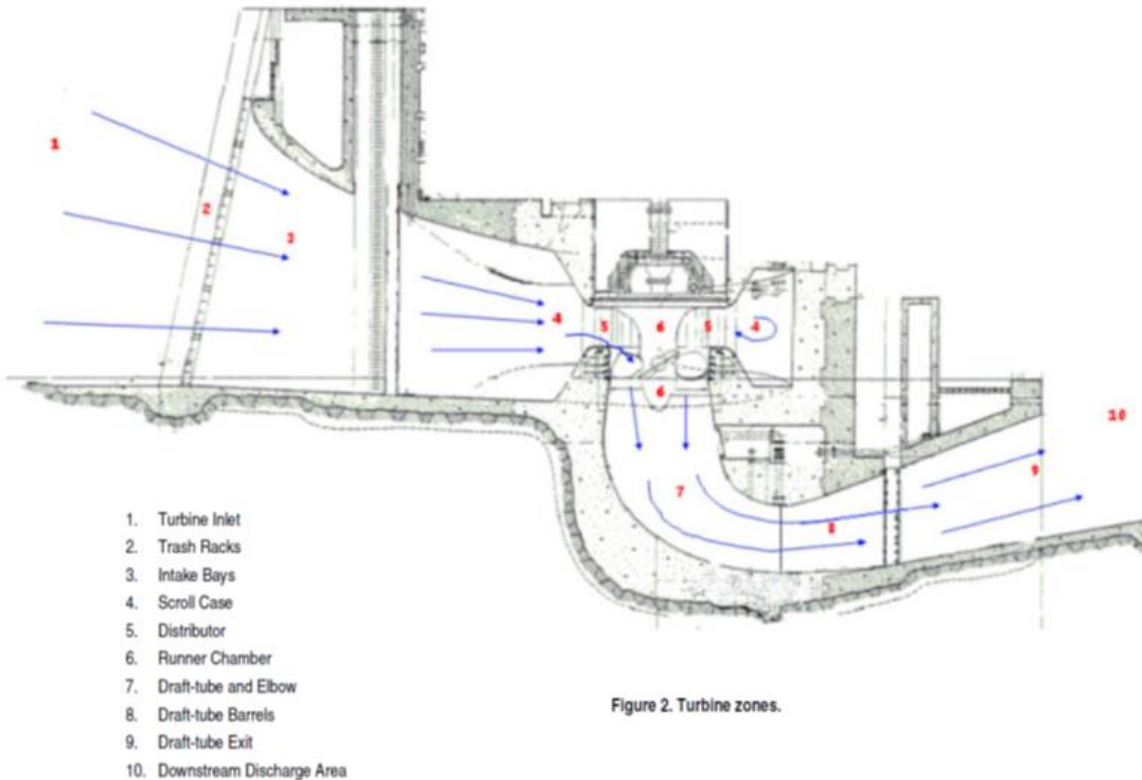 1
2
3
4
5
6
5
4
6
10
9
7
8
1. Turbine Inlet
2. Trash Racks
3. Intake Bays
4. Scroll Case
5. Distributor
6. Runner Chamber
7. Draft-tube and Elbow
8. Draft-tube Barrels
9. Draft-tube Exit
10. Downstream Discharge Area
Figure 2. Turbine zones.